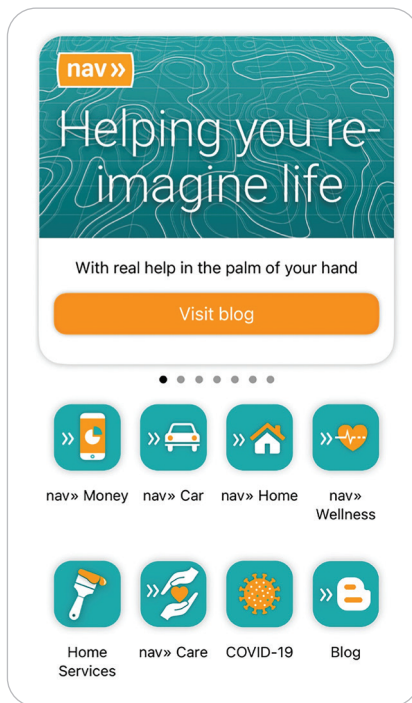 nav»
Helping you re-
imagine life
With real help in the palm of your hand
Visit blog
nav» Money
nav» Car
nav» Home
nav»
Wellness
Home
Services
nav» Care
COVID-19
Blog